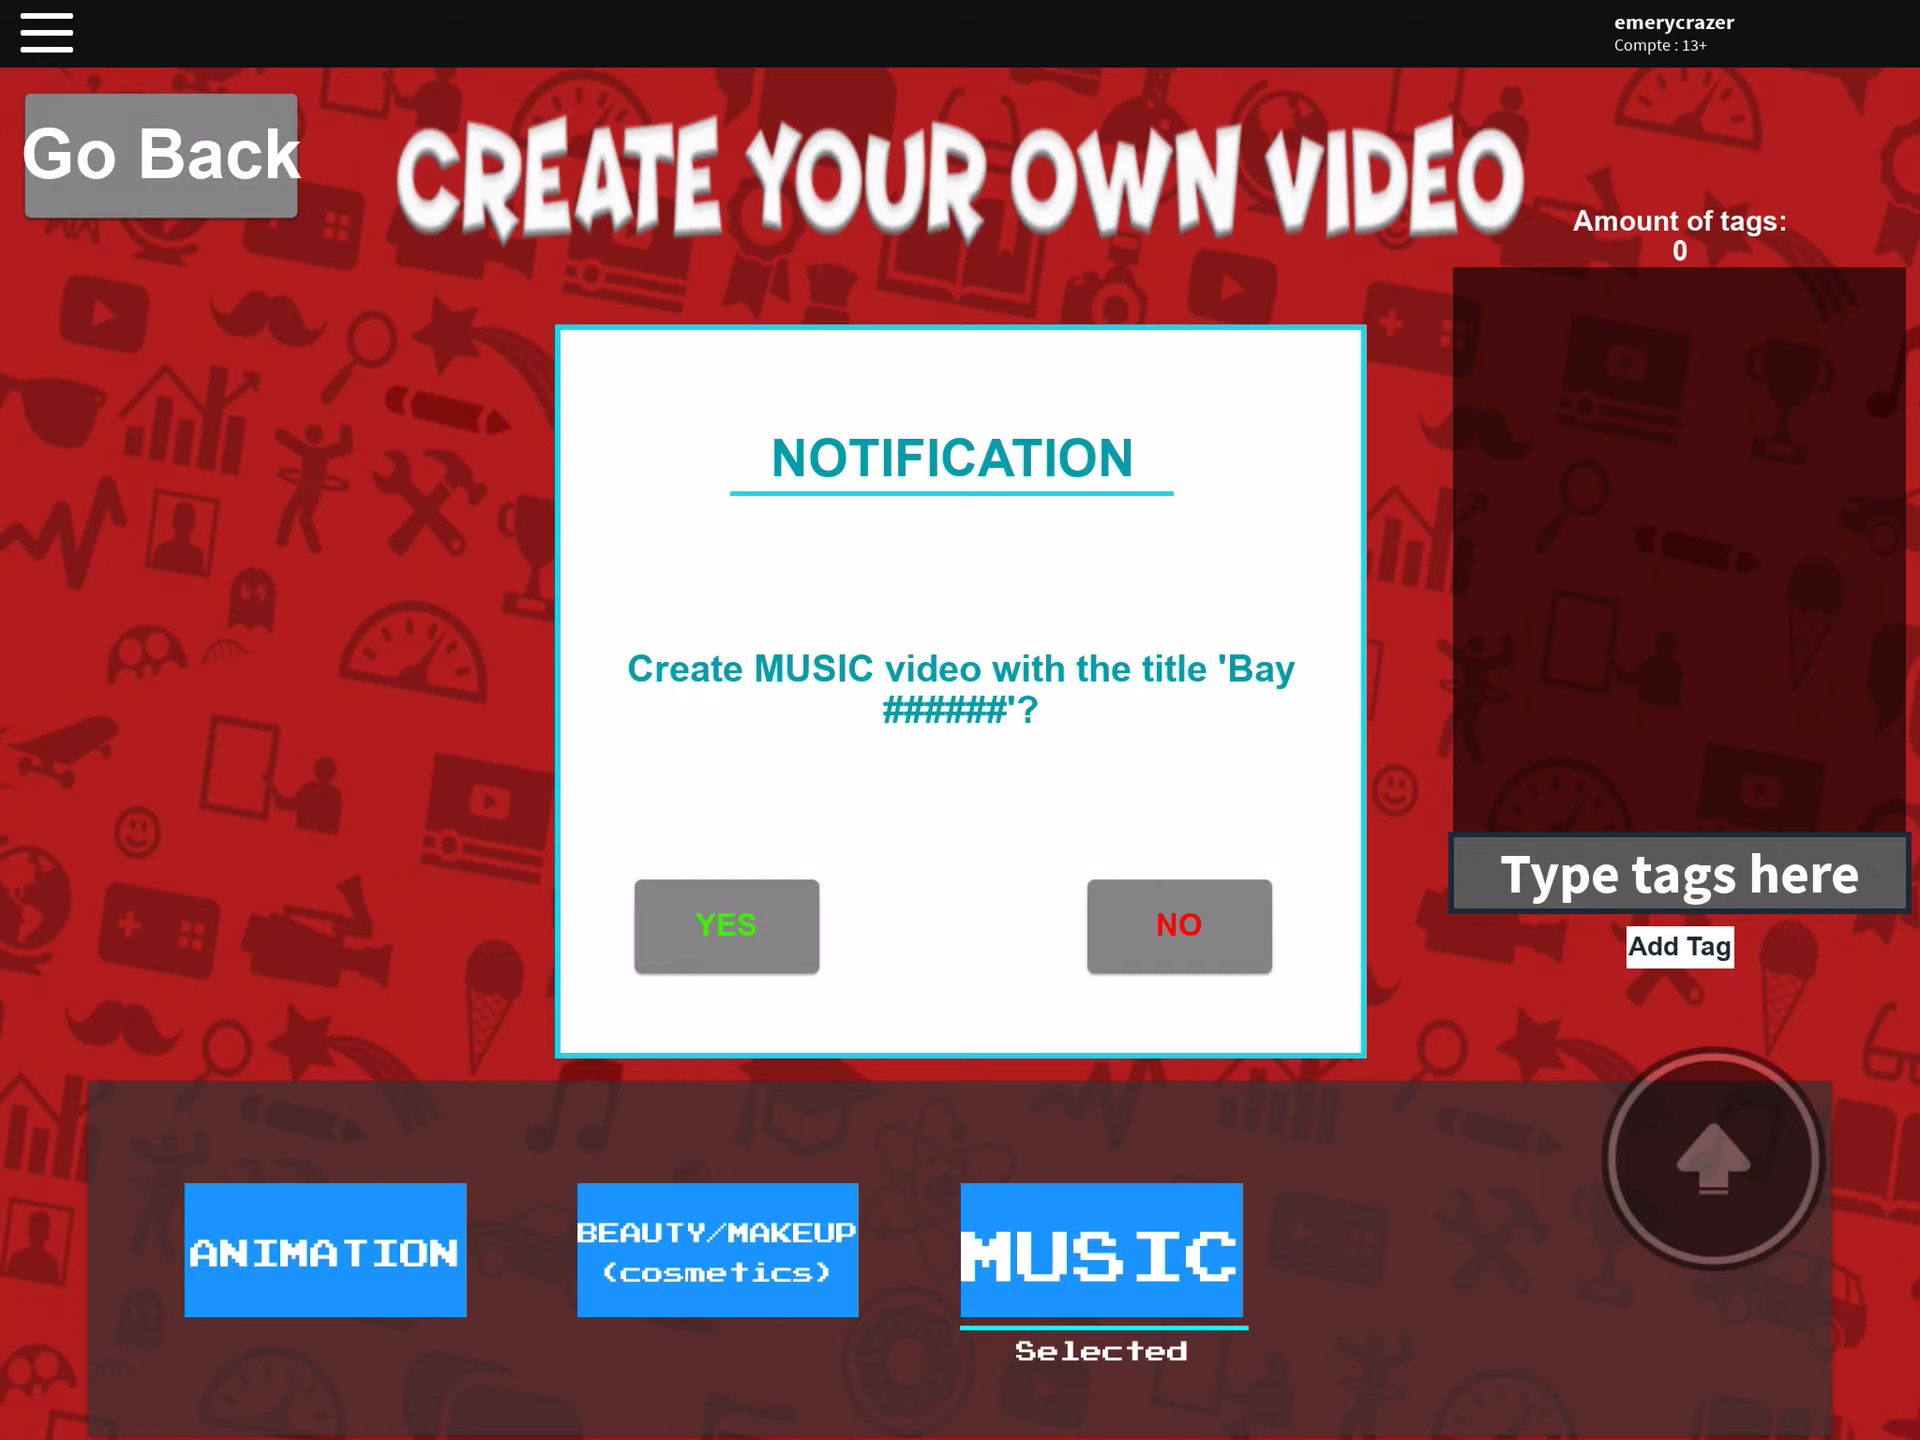 emerycrazer
Compte : 13+
Go Back
CREATE YOUR OWN VIDEO
Amount of tags:
0
NOTIFICATION
Create MUSIC video with the title 'Bay
######'?
YES
NO
Type tags here
Add Tag
ANIMATION
BEAUTY/MAKEUP
(cosmetics)
MUSIC
Selected